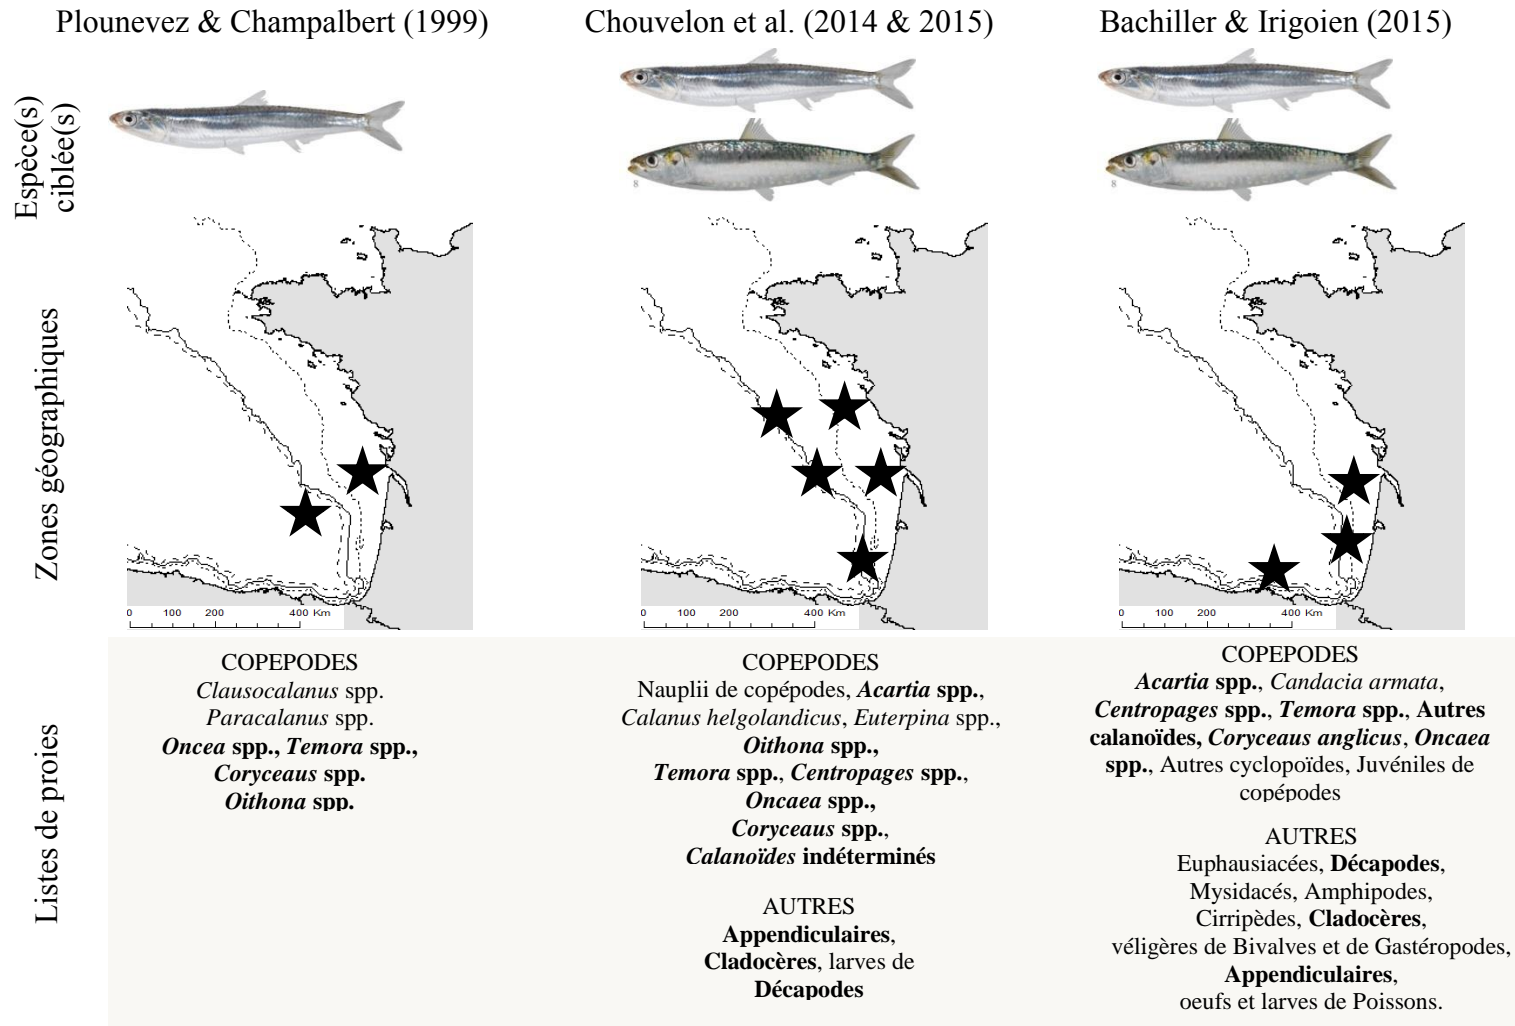 Plounevez & Champalbert (1999)
Chouvelon et al. (2014 & 2015)
Bachiller & Irigoien (2015)
Espèce(s)
ciblée(s)
8
8
Zones géographiques
0 100 200 400 Km
0 100 200 400 Km
0 100 200 400 Km
Listes de proies
COPEPODES
Clausocalanus spp.
Paracalanus spp.
Oncea spp., Temora spp.,
Coryceaus spp.
Oithona spp.
COPEPODES
Nauplii de copépodes, Acartia spp.,
Calanus helgolandicus, Euterpina spp.,
Oithona spp.,
Temora spp., Centropages spp.,
Oncaea spp.,
Coryceaus spp.,
Calanoïdes indéterminés
AUTRES
Appendiculaires,
Cladocères, larves de
Décapodes
COPEPODES
Acartia spp., Candacia armata,
Centropages spp., Temora spp., Autres
calanoïdes, Coryceaus anglicus, Oncaea
spp., Autres cyclopoïdes, Juvéniles de
copépodes
AUTRES
Euphausiacées, Décapodes,
Mysidacés, Amphipodes,
Cirripèdes, Cladocères,
véligères de Bivalves et de Gastéropodes,
Appendiculaires,
oeufs et larves de Poissons.